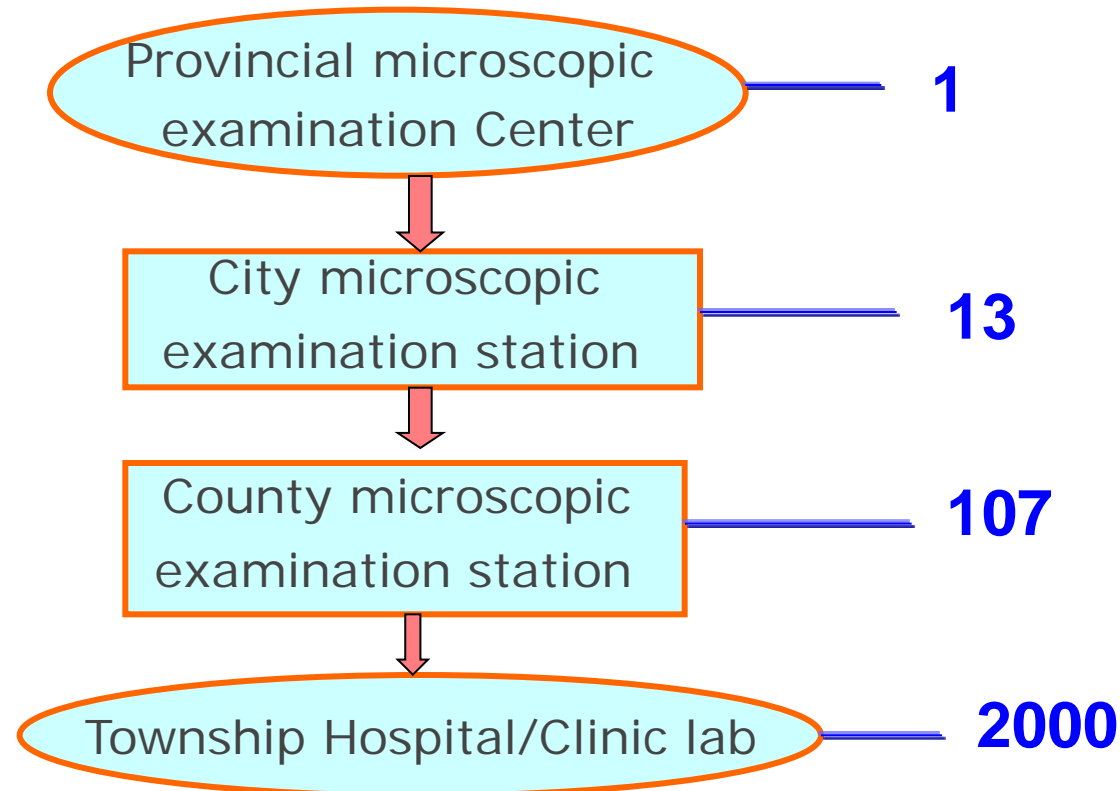 Provincial microscopic
examination Center
1
City microscopic
examination station
13
County microscopic
examination station
107
Township Hospital/Clinic lab
2000